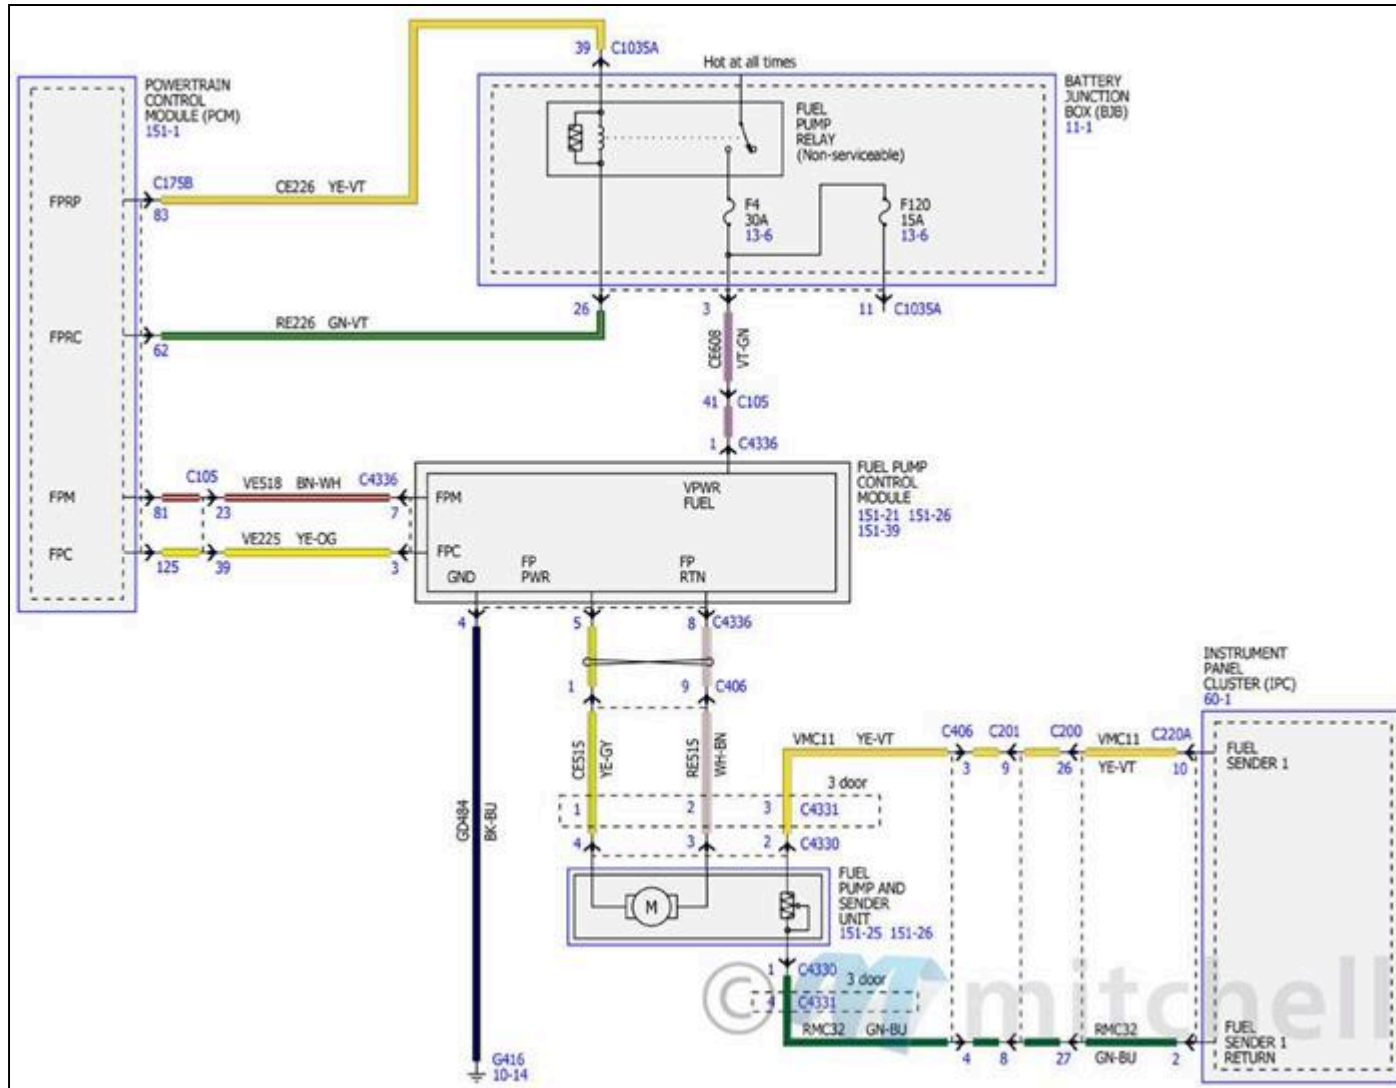 39 C1035A
Hot at all times
POWERTRAIN
CONTROL
MODULE (PCM)
151-1
BATTERY
JUNCTION
BOX (BJB)
11-1
FUEL
PUMP
RELAY
(Non-serviceable)
C175B
CE226 YE-VT
FPRP
83
F4
30A
13-6
F120
15A
13-6
26
3
11 C1035A
RE226 GN-VT
FPRC
62
CE608
VT-GN
41 C105
1 C4336
FUEL PUMP
CONTROL
MODULE
151-21 151-26
151-39
C105
VE518 BN-WH
C4336
FPM
81
23
7
FPM
VPWR
FUEL
VE225 YE-OG
FPC
125
39
3
FPC
GND
FP
PWR
FP
RTN
4
5
8 C4336
1
9 C406
INSTRUMENT
PANEL
CLUSTER (IPC)
60-1
CE515
YE-GY
RE515
WH-BN
VMC11 YE-VT
C406
C201
C200
VMC11
C220A
3
9
26
YE-VT
10
FUEL
SENDER 1
3 door
1
2
3
C4331
GD484
BK-BU
4
3
2
C4330
FUEL
PUMP AND
SENDER
UNIT
151-25 151-26
M
1 C4330
3 door
4 C4331
© mitchell
RMC32 GN-BU
RMC32
4
8
27
GN-BU
2
FUEL
SENDER 1
RETURN
G416
10-14